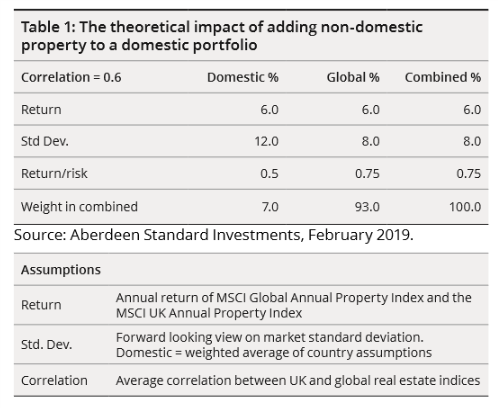 Table 1: The theoretical impact of adding non-domestic
property to a domestic portfolio
Correlation = 0.6 Domestic % Global % Combined %
Return 6.0 6.0 6.0
Std Dev. 12.0 8.0 8.0
Return/risk 0.5 0.75 0.75
Weight in combined 7.0 93.0 100.0
Source: Aberdeen Standard Investments, February 2019.
Assumptions
Return Annual return of MSCI Global Annual Property Index and the
MSCI UK Annual Property Index
Std. Dev. Forward looking view on market standard deviation.
Domestic = weighted average of country assumptions
Correlation Average correlation between UK and global real estate indices